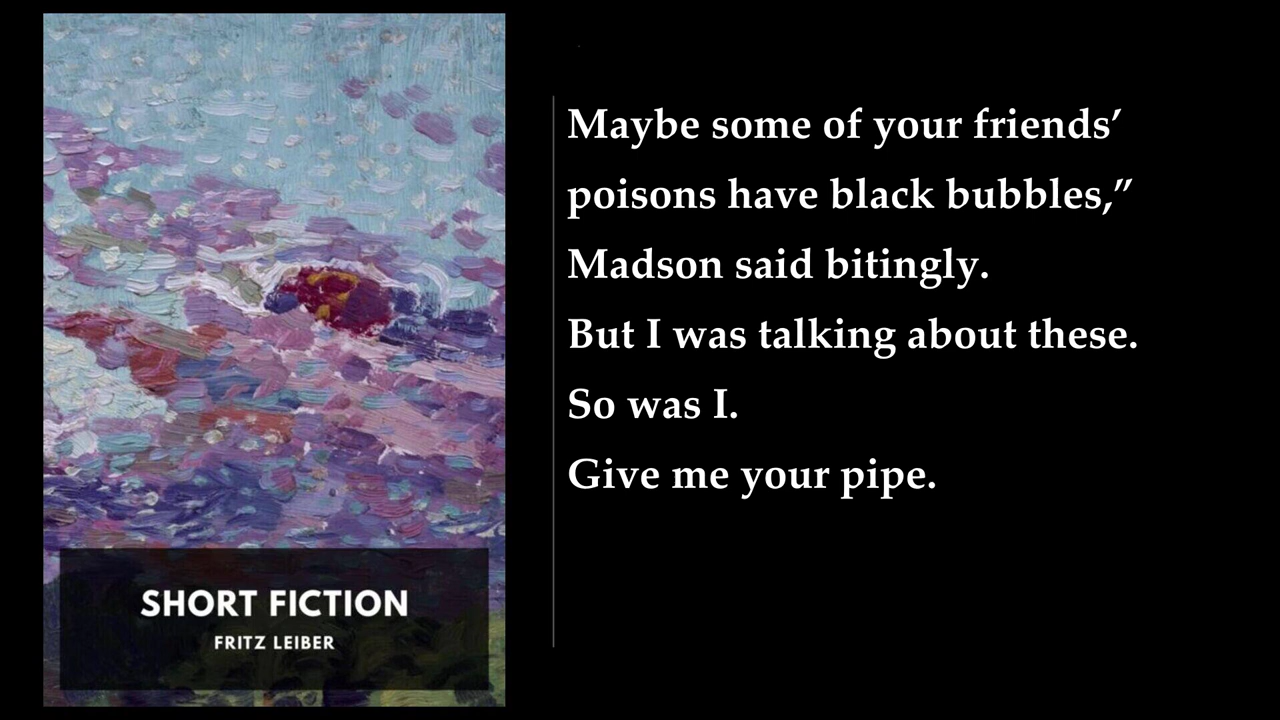 SHORT FICTION
FRITZ LEIBER
Maybe some of your friends’
poisons have black bubbles,”
Madson said bitingly.
But I was talking about these.
So was I.
Give me your pipe.